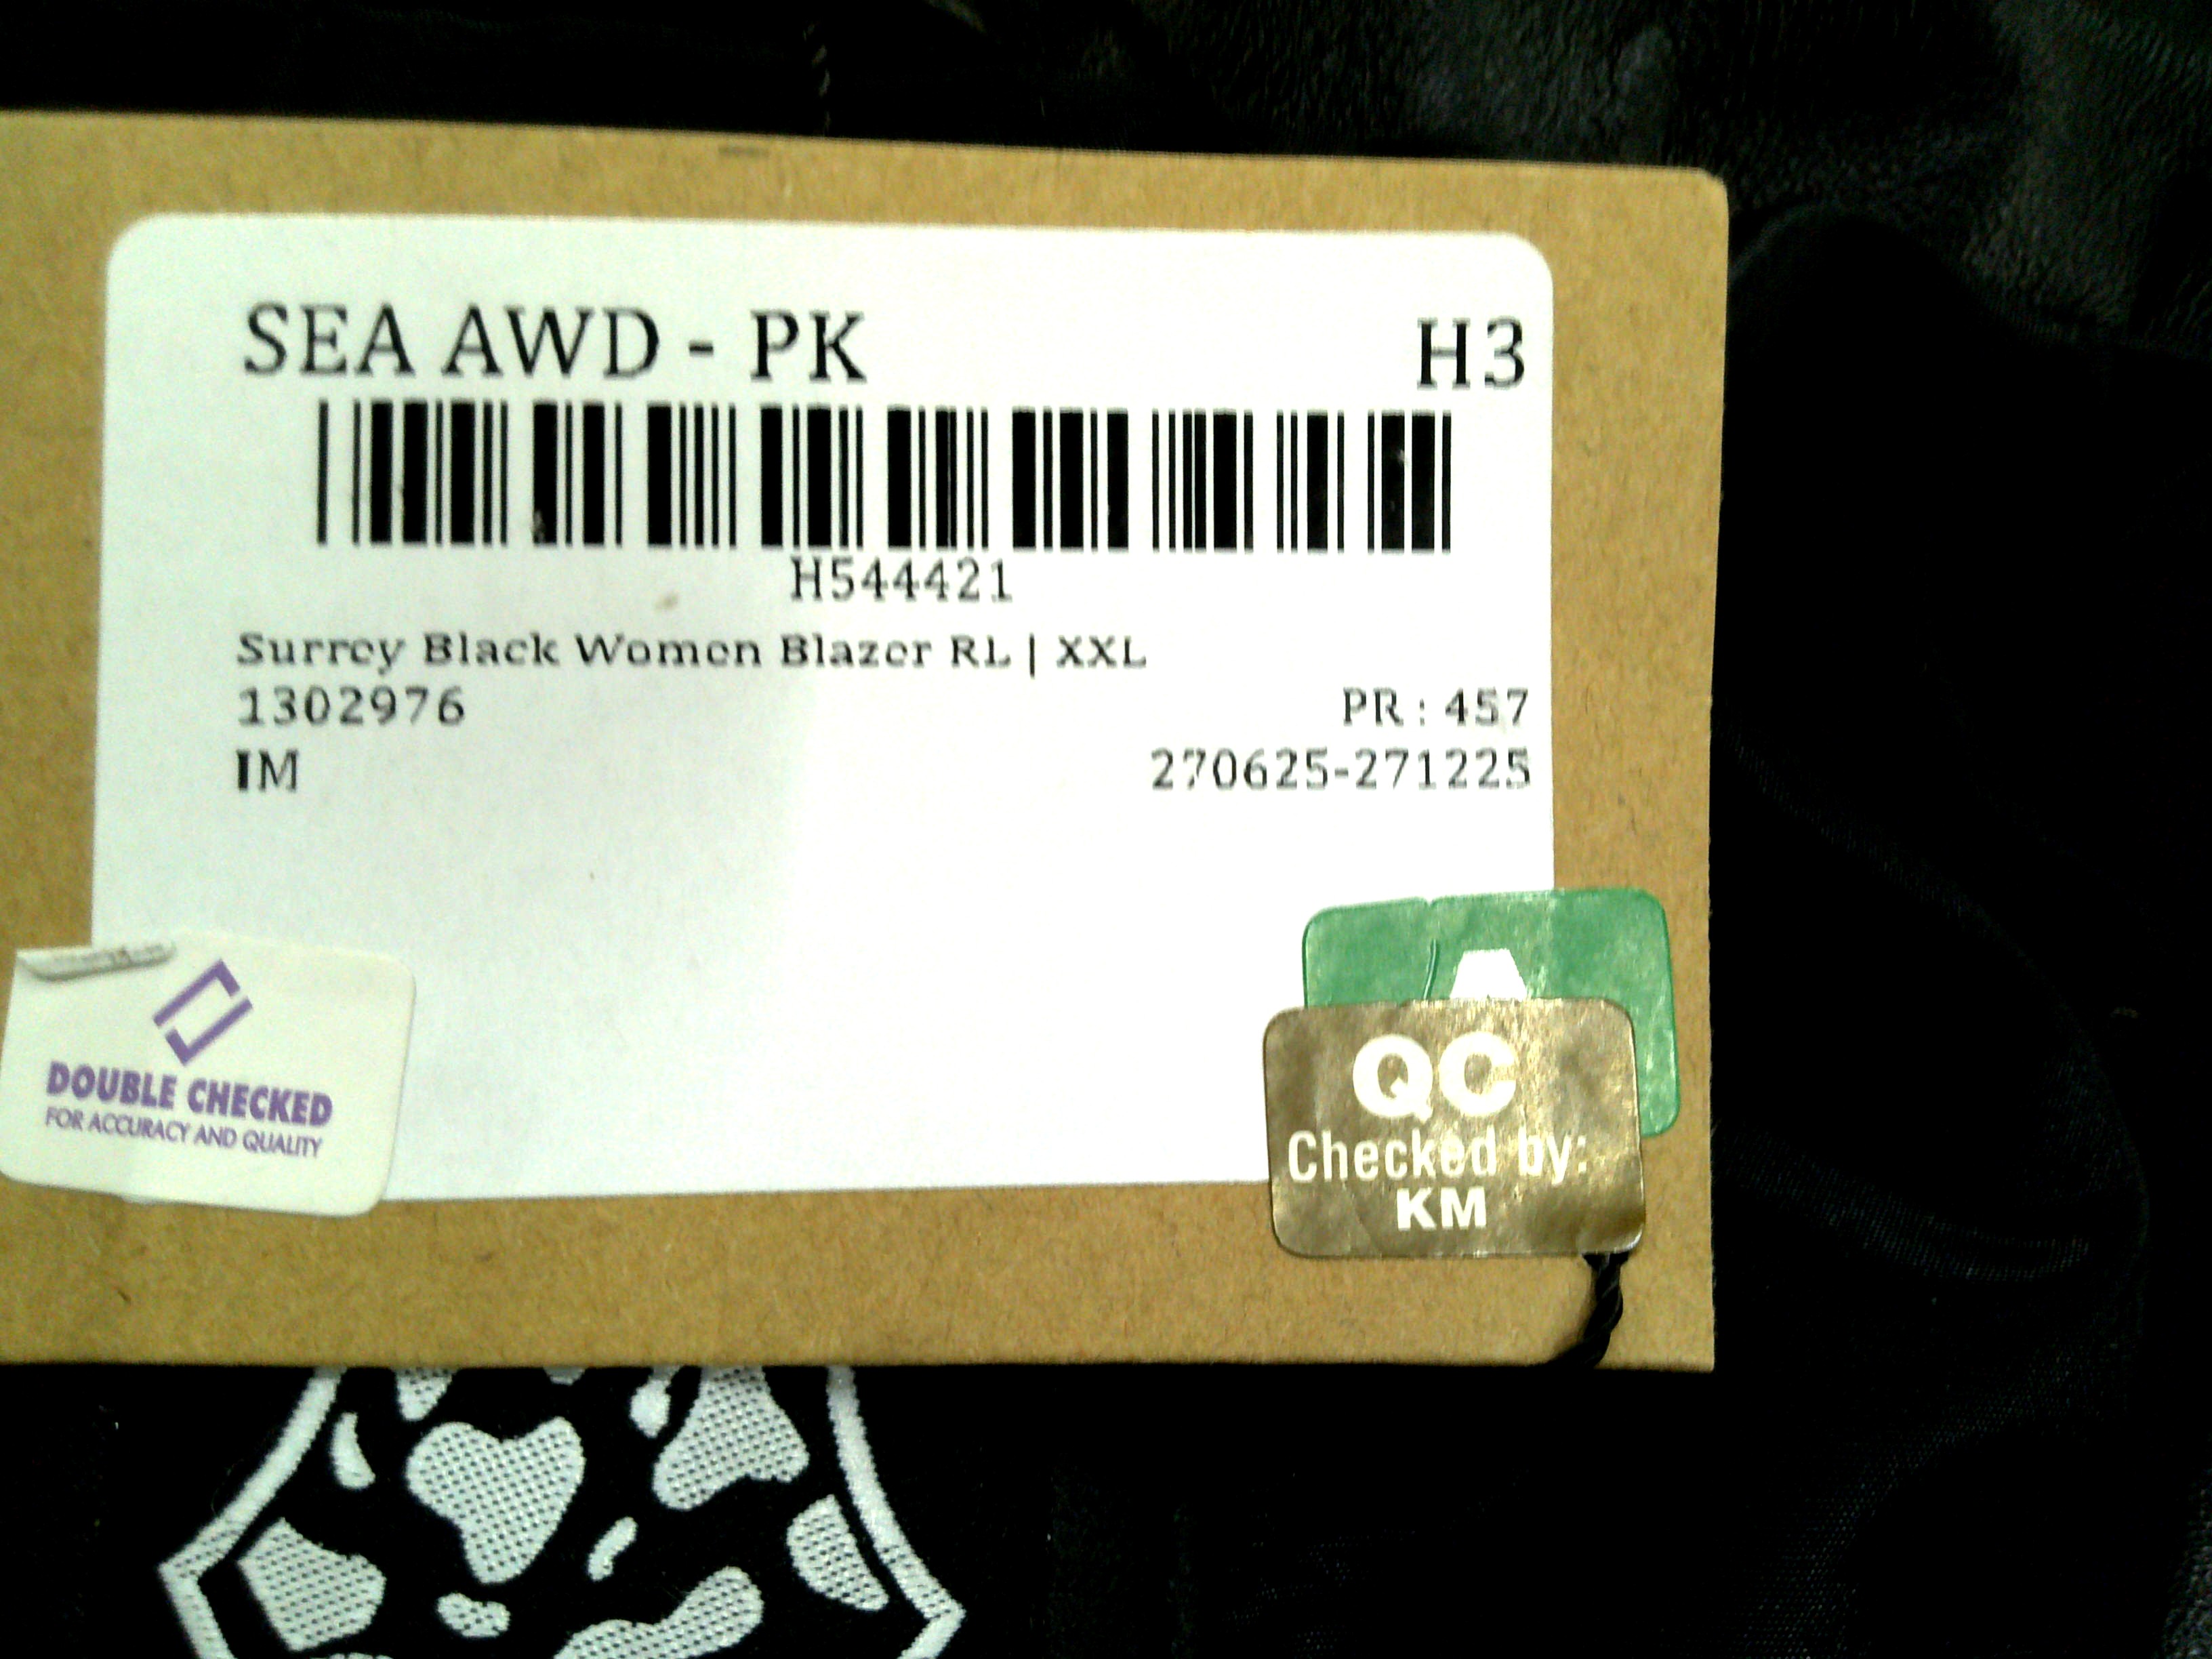 SEA AWD - PK H3
H544421
Surrey Black Women Blazer RL | XXL
1302976 PR : 457
IM 270625-271225
DOUBLE CHECKED
FOR ACCURACY AND QUALITY
A
QC
Checked by:
KM